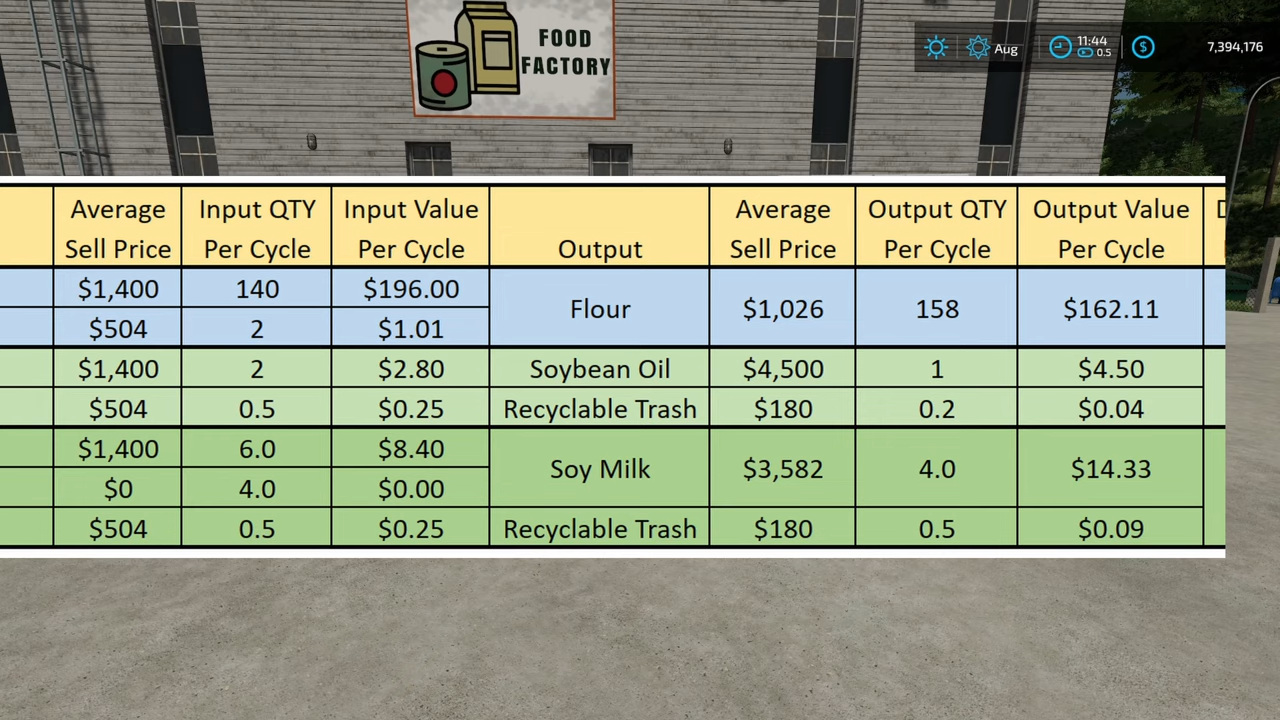 FOOD
FACTORY
Aug
11:44
0.5
7,394,176
Average Sell Price
Input QTY Per Cycle
Input Value Per Cycle
Output
Average Sell Price
Output QTY Per Cycle
Output Value Per Cycle
$1,400 140 $196.00 Flour $1,026 158 $162.11
$504 2 $1.01
$1,400 2 $2.80 Soybean Oil $4,500 1 $4.50
$504 0.5 $0.25 Recyclable Trash $180 0.2 $0.04
$1,400 6.0 $8.40 Soy Milk $3,582 4.0 $14.33
$0 4.0 $0.00
$504 0.5 $0.25 Recyclable Trash $180 0.5 $0.09